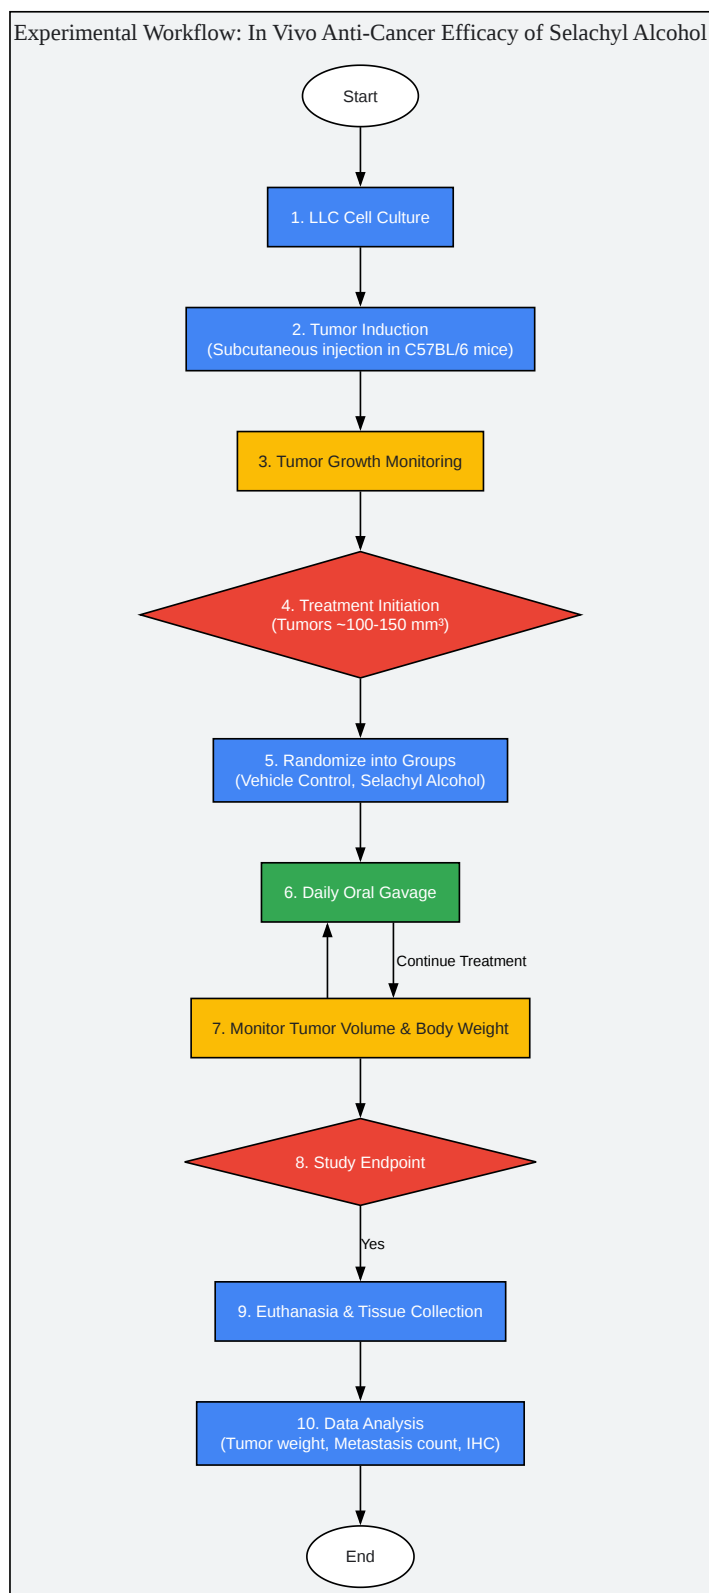 Experimental Workflow: In Vivo Anti-Cancer Efficacy of Selachyl Alcohol
Start
1. LLC Cell Culture
2. Tumor Induction
(Subcutaneous injection in C57BL/6 mice)
3. Tumor Growth Monitoring
4. Treatment Initiation
(Tumors ~100-150 mm³)
5. Randomize into Groups
(Vehicle Control, Selachyl Alcohol)
6. Daily Oral Gavage
Continue Treatment
7. Monitor Tumor Volume & Body Weight
8. Study Endpoint
Yes
9. Euthanasia & Tissue Collection
10. Data Analysis
(Tumor weight, Metastasis count, IHC)
End